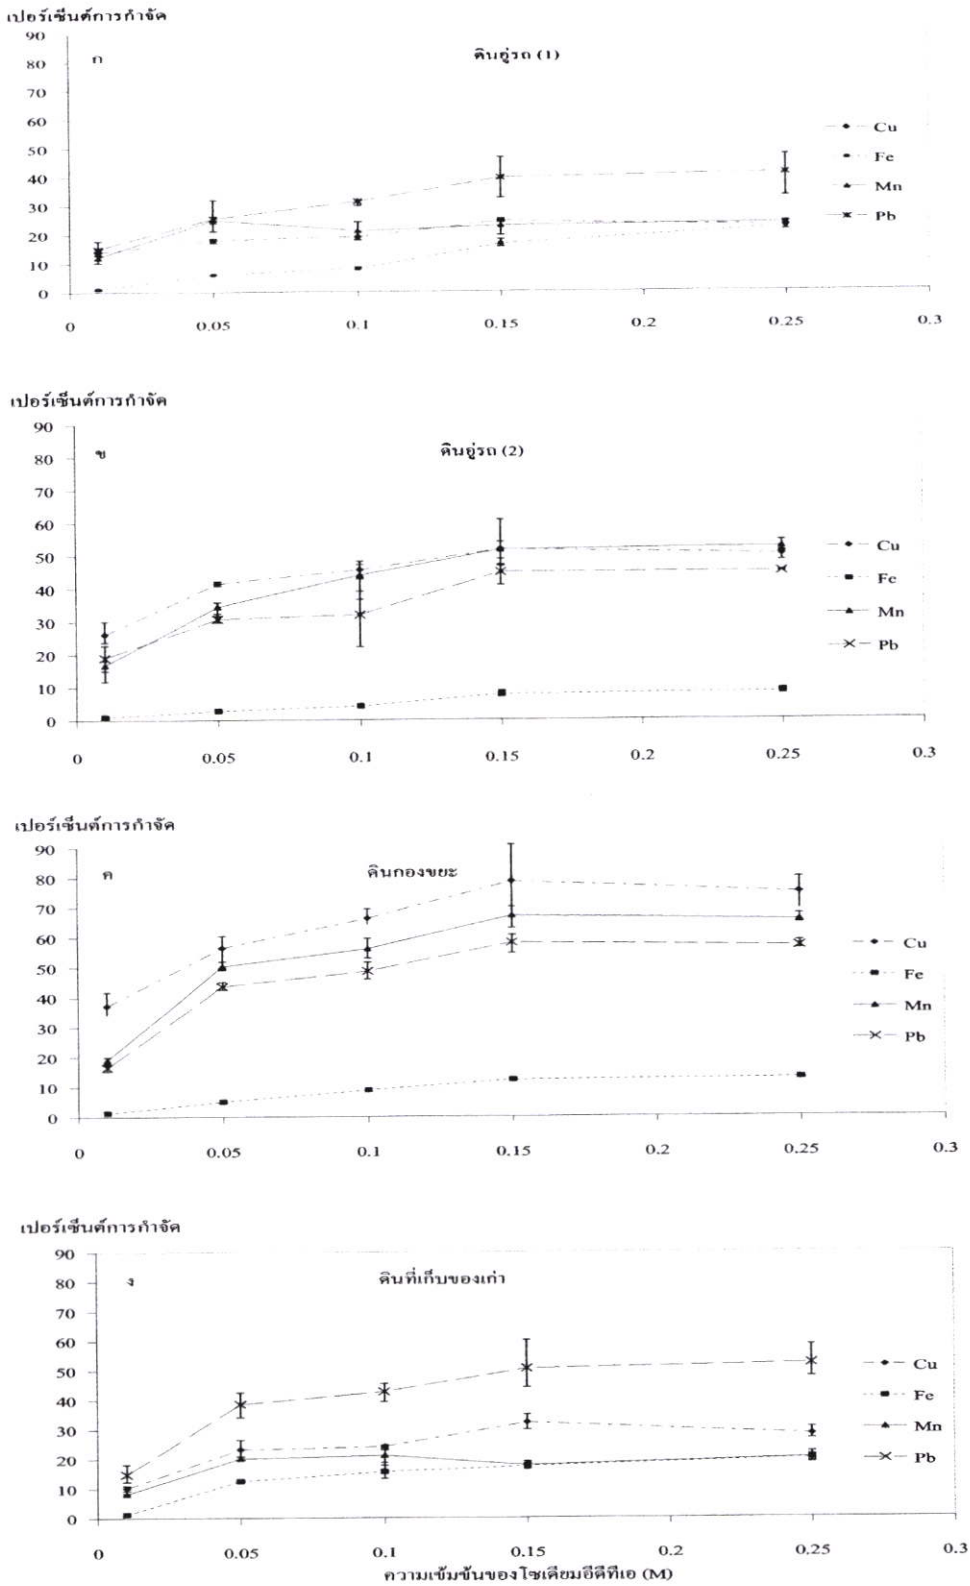 เปอร์เซ็นต์การกำจัด
90
ก
ดินอู่รถ (1)
80
70
60
Cu
50
Fe
40
Mn
30
Pb
20
10
0
0 0.05 0.1 0.15 0.2 0.25 0.3
เปอร์เซ็นต์การกำจัด
90
ข
ดินอู่รถ (2)
80
70
60
Cu
50
Fe
40
Mn
30
Pb
20
10
0
0 0.05 0.1 0.15 0.2 0.25 0.3
เปอร์เซ็นต์การกำจัด
90
ค
ดินกองขยะ
80
70
60
Cu
50
Fe
40
Mn
30
Pb
20
10
0
0 0.05 0.1 0.15 0.2 0.25 0.3
เปอร์เซ็นต์การกำจัด
90
ง
ดินที่เก็บของเก่า
80
70
60
Cu
50
Fe
40
Mn
30
Pb
20
10
0
0 0.05 0.1 0.15 0.2 0.25 0.3
ความเข้มข้นของโซเดียมอีดีทีเอ (M)